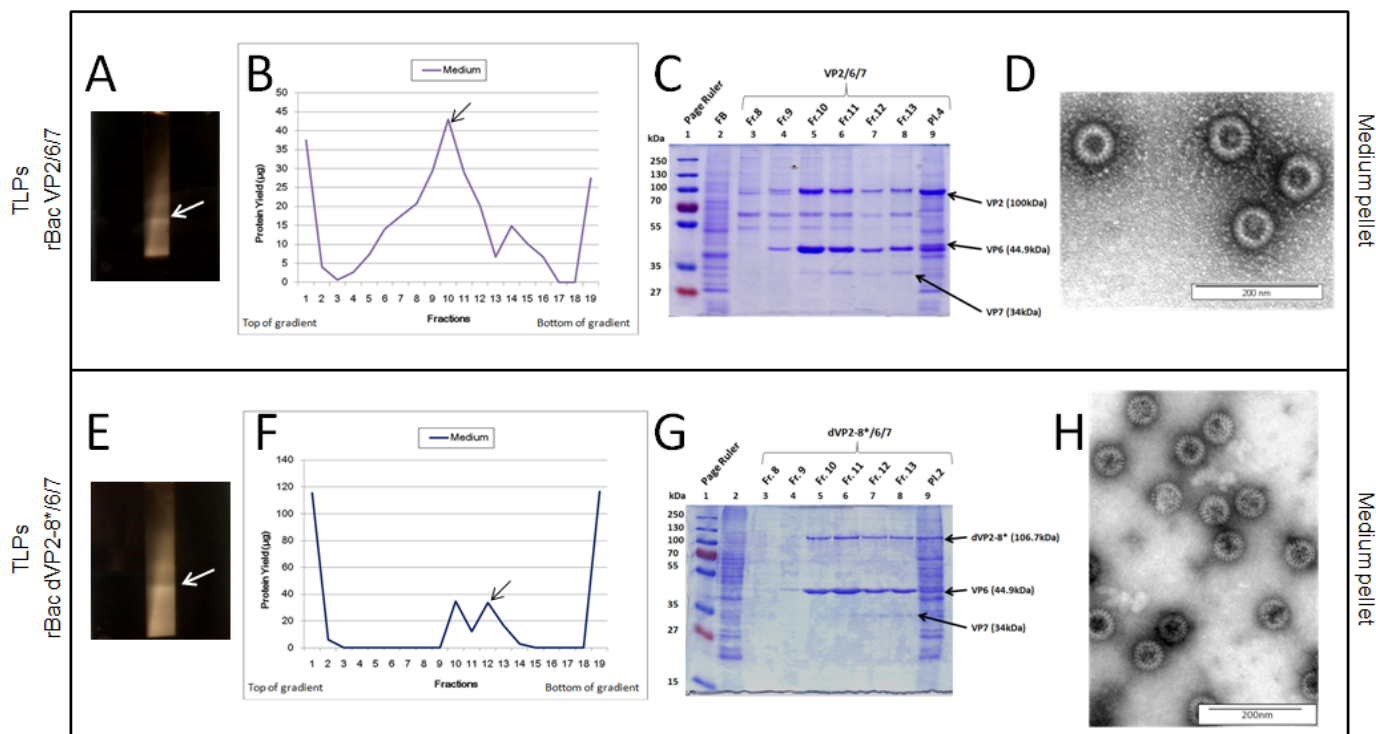 TLPs
rBac VP2/6/7
A
B
Medium
Protein Yield (µg)
50
45
40
35
30
25
20
15
10
5
0
1 2 3 4 5 6 7 8 9 10 11 12 13 14 15 16 17 18 19
Top of gradient
Fractions
Bottom of gradient
C
VP2/6/7
Page Ruler
FB
Fr.8
Fr.9
Fr.10
Fr.11
Fr.12
Fr.13
Pl.4
kDa
1 2 3 4 5 6 7 8 9
250
130
100
70
55
35
27
VP2 (100kDa)
VP6 (44.9kDa)
VP7 (34kDa)
D
200 nm
Medium pellet
TLPs
rBac dVP2-8*/6/7
E
F
Medium
Protein Yield (µg)
140
120
100
80
60
40
20
0
1 2 3 4 5 6 7 8 9 10 11 12 13 14 15 16 17 18 19
Top of gradient
Fractions
Bottom of gradient
G
dVP2-8*/6/7
Page Ruler
Fr.8
Fr.9
Fr.10
Fr.11
Fr.12
Fr.13
Pl.2
kDa
1 2 3 4 5 6 7 8 9
250
130
100
70
55
35
27
15
dVP2-8* (106.7kDa)
VP6 (44.9kDa)
VP7 (34kDa)
H
200nm
Medium pellet